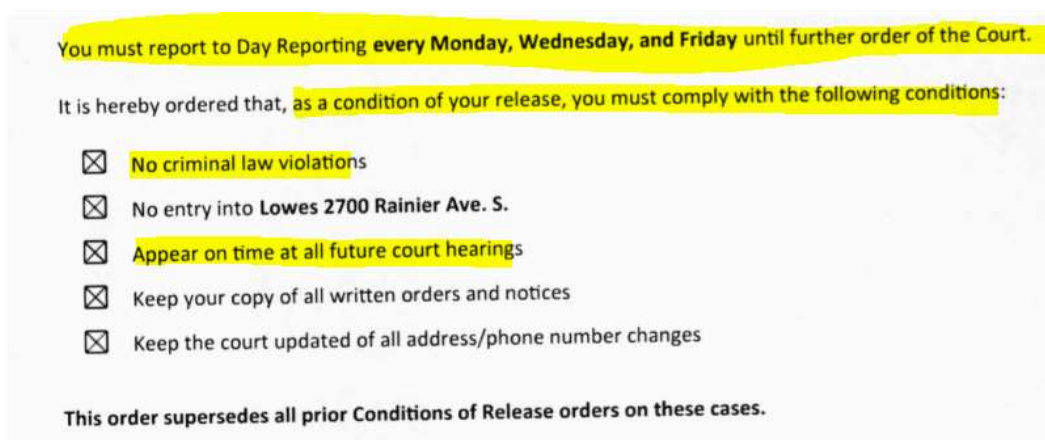 You must report to Day Reporting every Monday, Wednesday, and Friday until further order of the Court.
It is hereby ordered that, as a condition of your release, you must comply with the following conditions:
☒ No criminal law violations
☒ No entry into Lowes 2700 Rainier Ave. S.
☒ Appear on time at all future court hearings
☒ Keep your copy of all written orders and notices
☒ Keep the court updated of all address/phone number changes
This order supersedes all prior Conditions of Release orders on these cases.